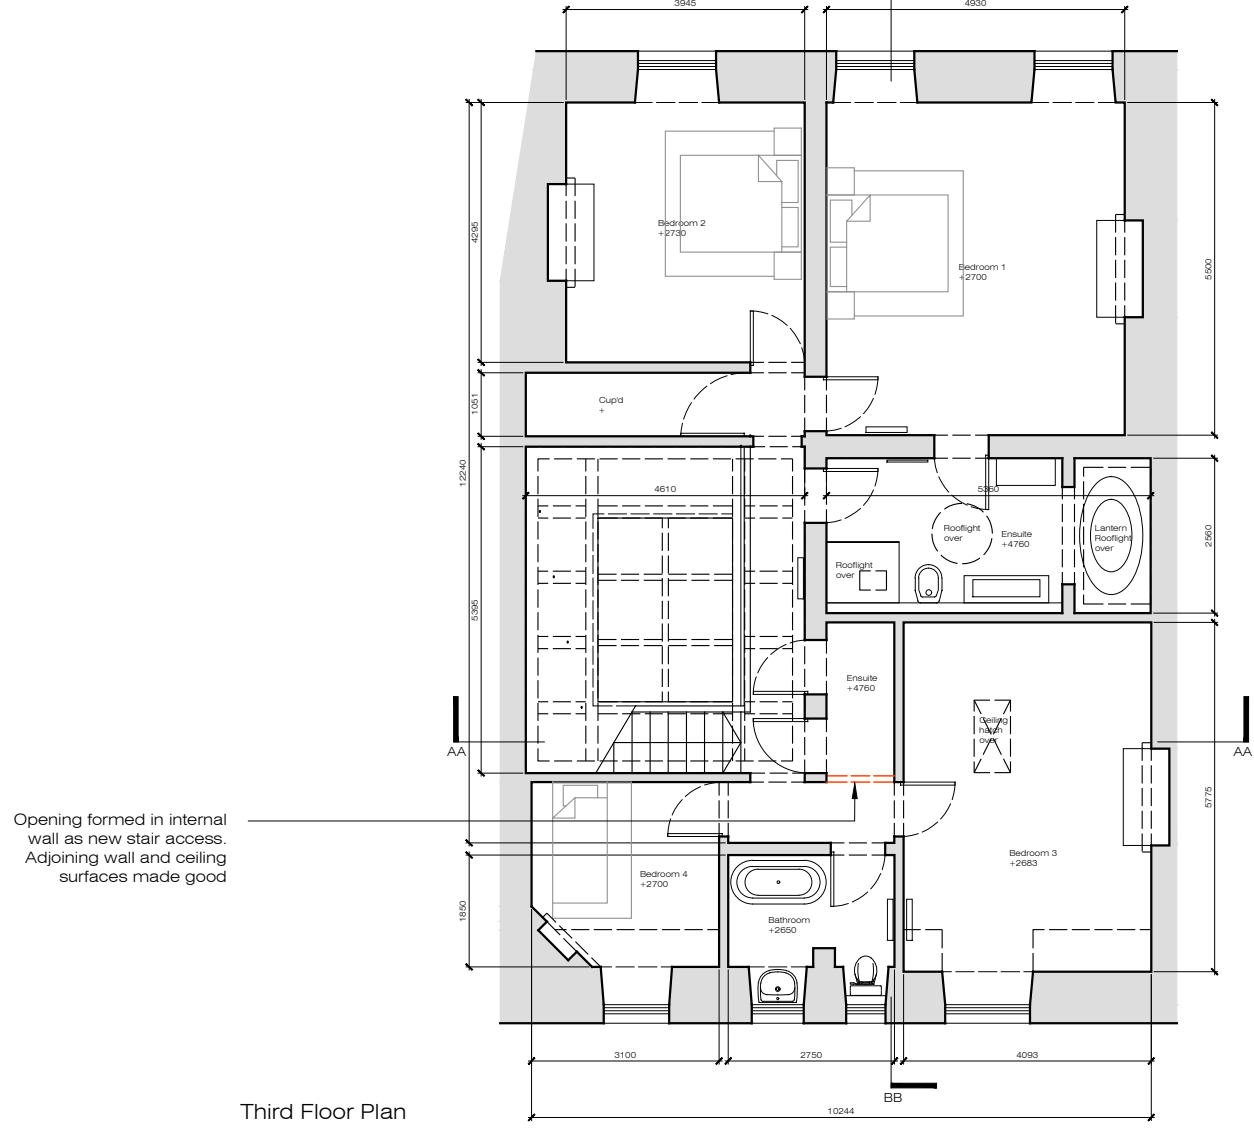 3945
4930
Bedroom 2
+2730
Bedroom 1
+2700
4295
5500
Cup'd
+
1051
12240
4610
5360
Rooflight
over
Ensuite
+4760
Lantern
Rooflight
over
Rooflight
over
2560
5395
Ensuite
+4760
Ceiling
hatch
over
AA
AA
5775
Opening formed in internal
wall as new stair access.
Adjoining wall and ceiling
surfaces made good
Bedroom 3
+2683
Bedroom 4
+2700
1850
Bathroom
+2650
3100
2750
4093
BB
Third Floor Plan
10244